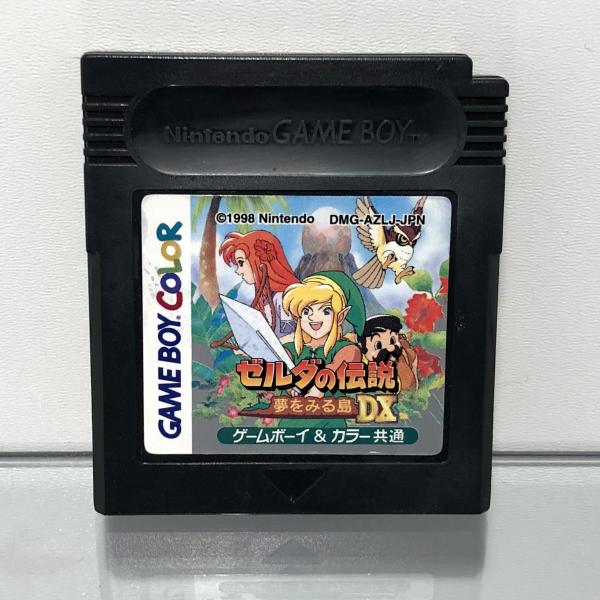 Nintendo GAME BOY TM
©1998 Nintendo DMG-AZLJ-JPN
GAME BOY COLOR
ゼルダの伝説
夢をみる島 DX
ゲームボーイ & カラー共通